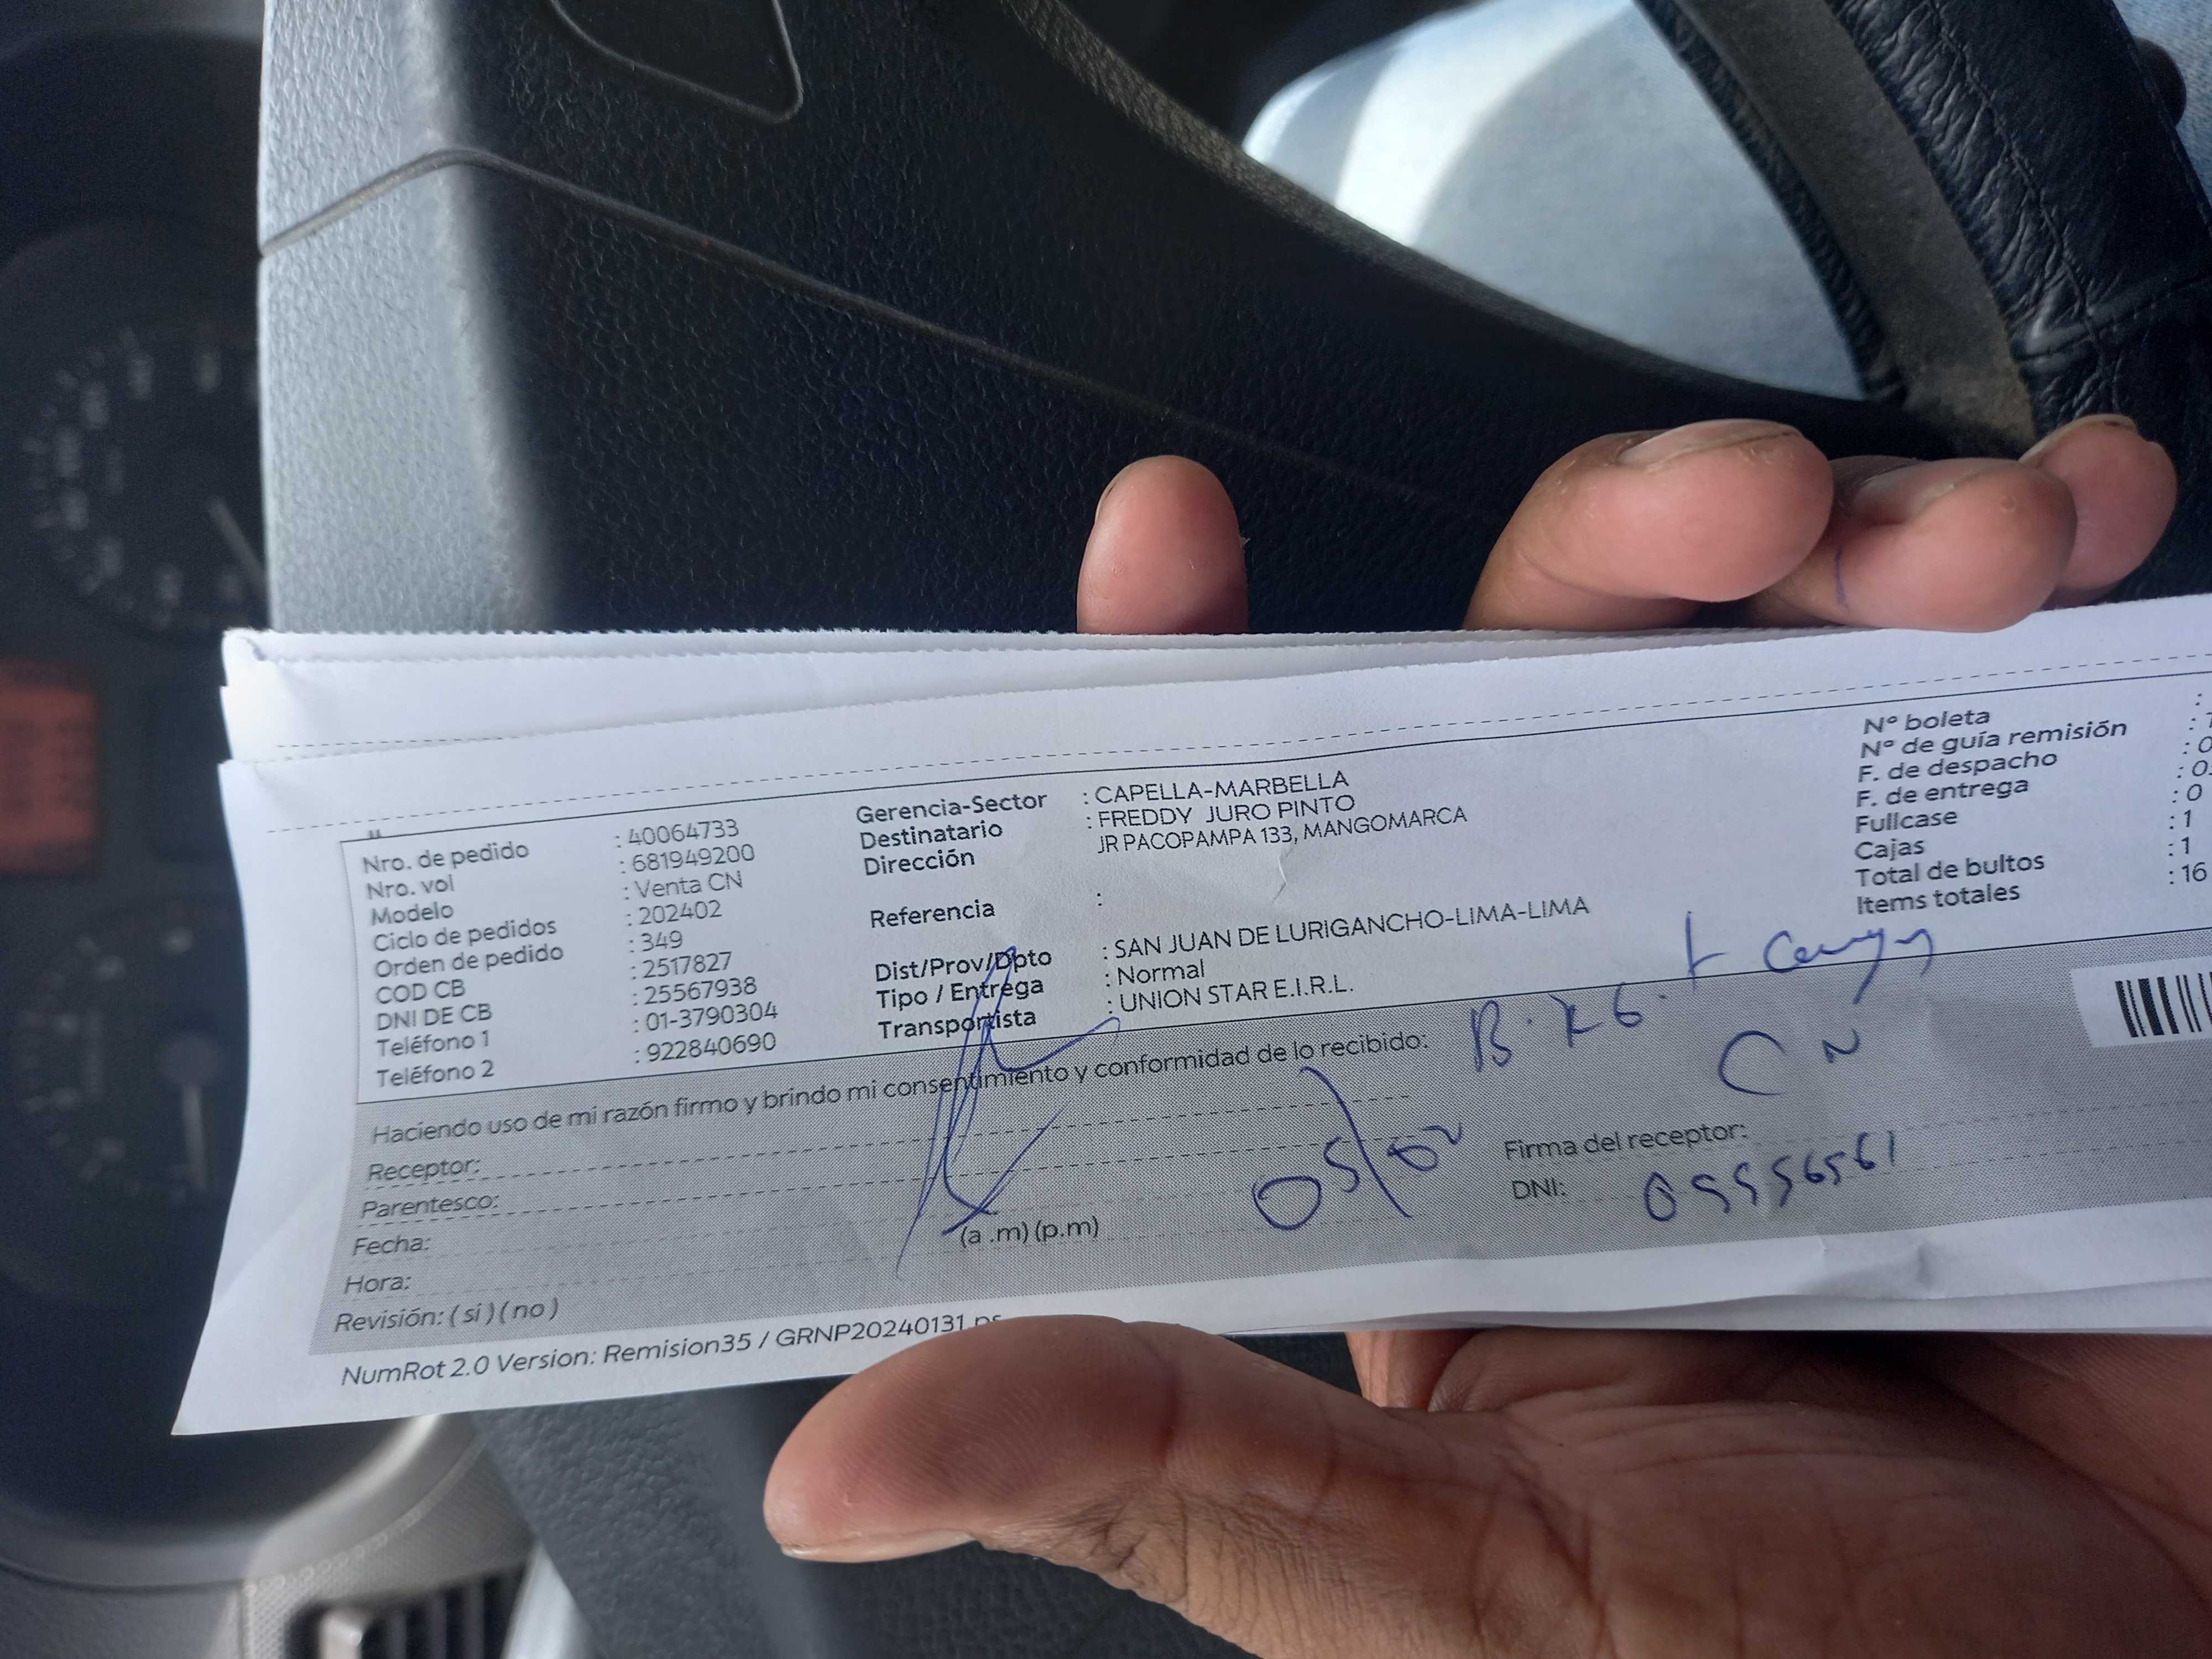 Nro. de pedido : 40064733
Nro. vol : 681949200
Modelo : Venta CN
Ciclo de pedidos : 202402
Orden de pedido : 349
COD CB : 2517827
DNI DE CB : 25567938
Teléfono 1 : 01-3790304
Teléfono 2 : 922840690
Gerencia-Sector : CAPELLA-MARBELLA
Destinatario : FREDDY JURO PINTO
Dirección JR PACOPAMPA 133, MANGOMARCA
Referencia :
Dist/Prov/Dpto : SAN JUAN DE LURIGANCHO-LIMA-LIMA
Tipo / Entrega : Normal
Transportista : UNION STAR E.I.R.L.
Nº boleta :
Nº de guía remisión :
F. de despacho : 0
F. de entrega : 0
Fullcase : 0
Cajas : 1
Total de bultos : 1
Items totales : 16
Haciendo uso de mi razón firmo y brindo mi consentimiento y conformidad de lo recibido:
CN
Receptor:
Parentesco:
Fecha:
05/02
Hora: (a .m) (p.m)
Firma del receptor:
DNI:
Revisión: ( si ) ( no )
NumRot 2.0 Version: Remision35 / GRNP20240131